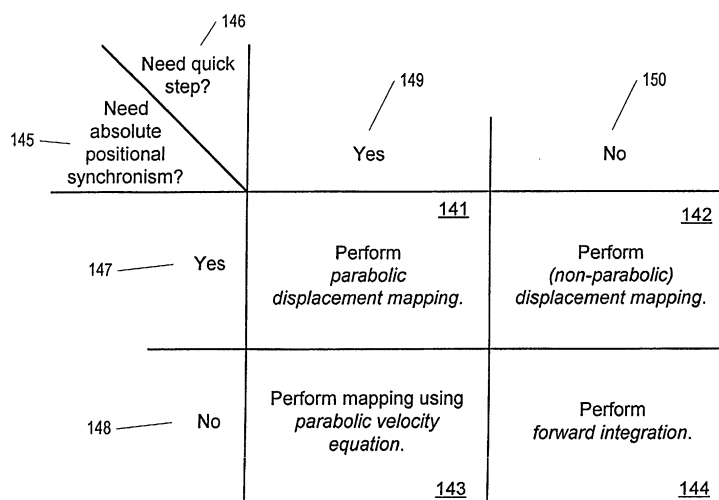 146
Need quick
step?
149
150
Need
absolute
positional
synchronism?
145
Yes
No
141
142
147
Yes
Perform
parabolic
displacement mapping.
Perform
(non-parabolic)
displacement mapping.
148
No
Perform mapping using
parabolic velocity
equation.
Perform
forward integration.
143
144